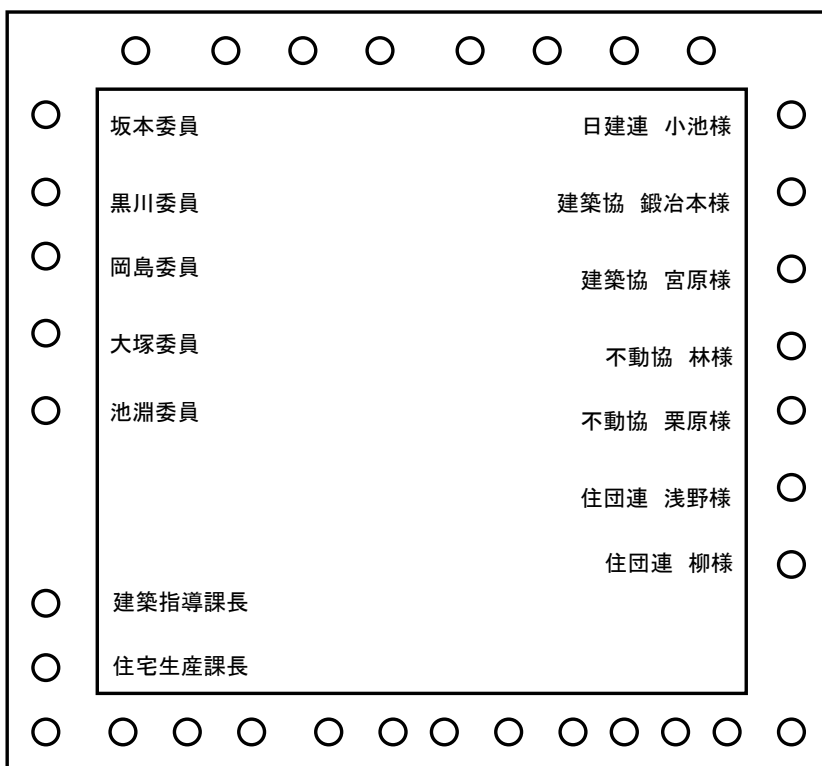 坂本委員
黒川委員
岡島委員
大塚委員
池淵委員
建築指導課長
住宅生産課長
日建連 小池様
建築協 鍛冶本様
建築協 宮原様
不動協 林様
不動協 栗原様
住団連 浅野様
住団連 柳様